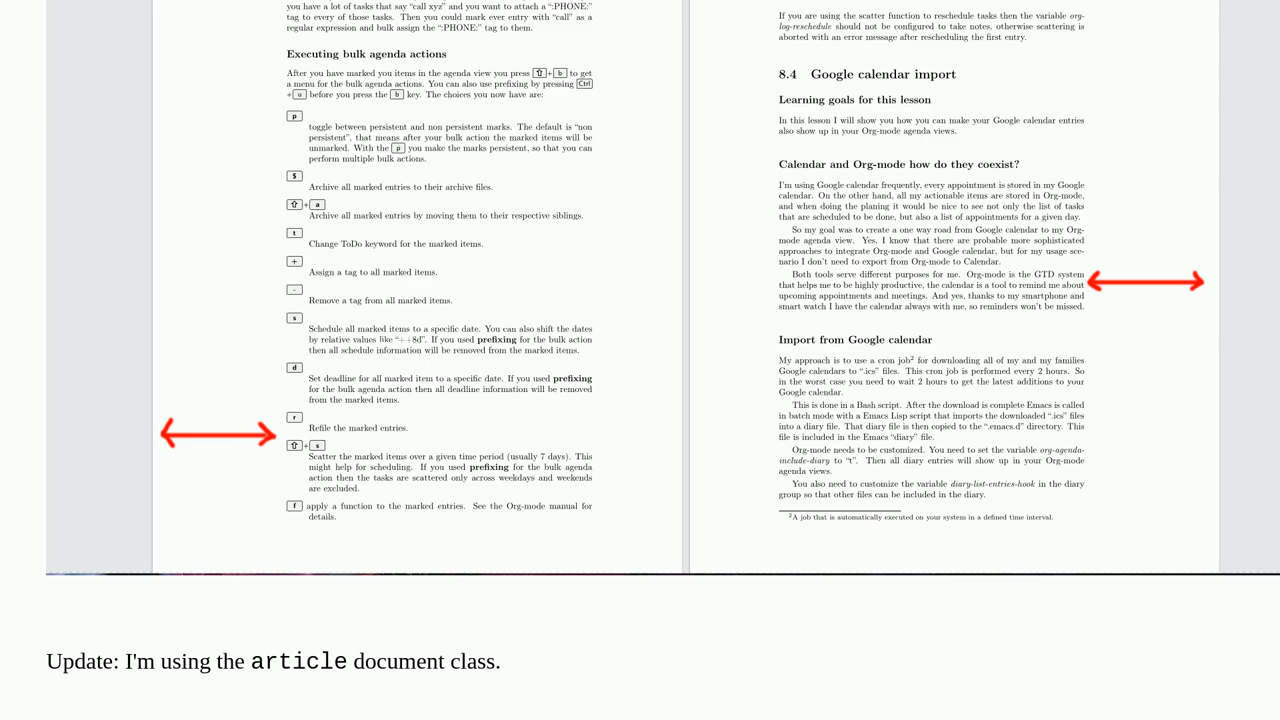 you have a lot of tasks that say “call xyz” and you want to attach a “:PHONE:”
tag to every of those tasks. Then you could mark ever entry with “call” as a
regular expression and bulk assign the “:PHONE:” tag to them.
Executing bulk agenda actions
After you have marked you items in the agenda view you press ⇧+b to get
a menu for the bulk agenda actions. You can also use prefixing by pressing Ctrl
+u before you press the b key. The choices you now have are:
p
toggle between persistent and non persistent marks. The default is “non
persistent”, that means after your bulk action the marked items will be
unmarked. With the p you make the marks persistent, so that you can
perform multiple bulk actions.
$
Archive all marked entries to their archive files.
⇧+a
Archive all marked entries by moving them to their respective siblings.
t
Change ToDo keyword for the marked items.
+
Assign a tag to all marked items.
-
Remove a tag from all marked items.
s
Schedule all marked items to a specific date. You can also shift the dates
by relative values like “++8d”. If you used prefixing for the bulk action
then all schedule information will be removed from the marked items.
d
Set deadline for all marked item to a specific date. If you used prefixing
for the bulk agenda action then all deadline information will be removed
from the marked items.
r
Refile the marked entries.
⇧+s
Scatter the marked items over a given time period (usually 7 days). This
might help for scheduling. If you used prefixing for the bulk agenda
action then the tasks are scattered only across weekdays and weekends
are excluded.
f apply a function to the marked entries. See the Org-mode manual for
details.
If you are using the scatter function to reschedule tasks then the variable org-
log-reschedule should not be configured to take notes, otherwise scattering is
aborted with an error message after rescheduling the first entry.
8.4 Google calendar import
Learning goals for this lesson
In this lesson I will show you how you can make your Google calendar entries
also show up in your Org-mode agenda views.
Calendar and Org-mode how do they coexist?
I'm using Google calendar frequently, every appointment is stored in my Google
calendar. On the other hand, all my actionable items are stored in Org-mode,
and when doing the planing it would be nice to see not only the list of tasks
that are scheduled to be done, but also a list of appointments for a given day.
So my goal was to create a one way road from Google calendar to my Org-
mode agenda view. Yes, I know that there are probable more sophisticated
approaches to integrate Org-mode and Google calendar, but for my usage sce-
nario I don't need to export from Org-mode to Calendar.
Both tools serve different purposes for me. Org-mode is the GTD system
that helps me to be highly productive, the calendar is a tool to remind me about
upcoming appointments and meetings. And yes, thanks to my smartphone and
smart watch I have the calendar always with me, so reminders won't be missed.
Import from Google calendar
My approach is to use a cron job² for downloading all of my and my families
Google calendars to “.ics” files. This cron job is performed every 2 hours. So
in the worst case you need to wait 2 hours to get the latest additions to your
Google calendar.
This is done in a Bash script. After the download is complete Emacs is called
in batch mode with a Emacs Lisp script that imports the downloaded “.ics” files
into a diary file. That diary file is then copied to the “.emacs.d” directory. This
file is included in the Emacs “diary” file.
Org-mode needs to be customized. You need to set the variable org-agenda-
include-diary to “t”. Then all diary entries will show up in your Org-mode
agenda views.
You also need to customize the variable diary-list-entries-hook in the diary
group so that other files can be included in the diary.
²A job that is automatically executed on your system in a defined time interval.
Update: I'm using the article document class.